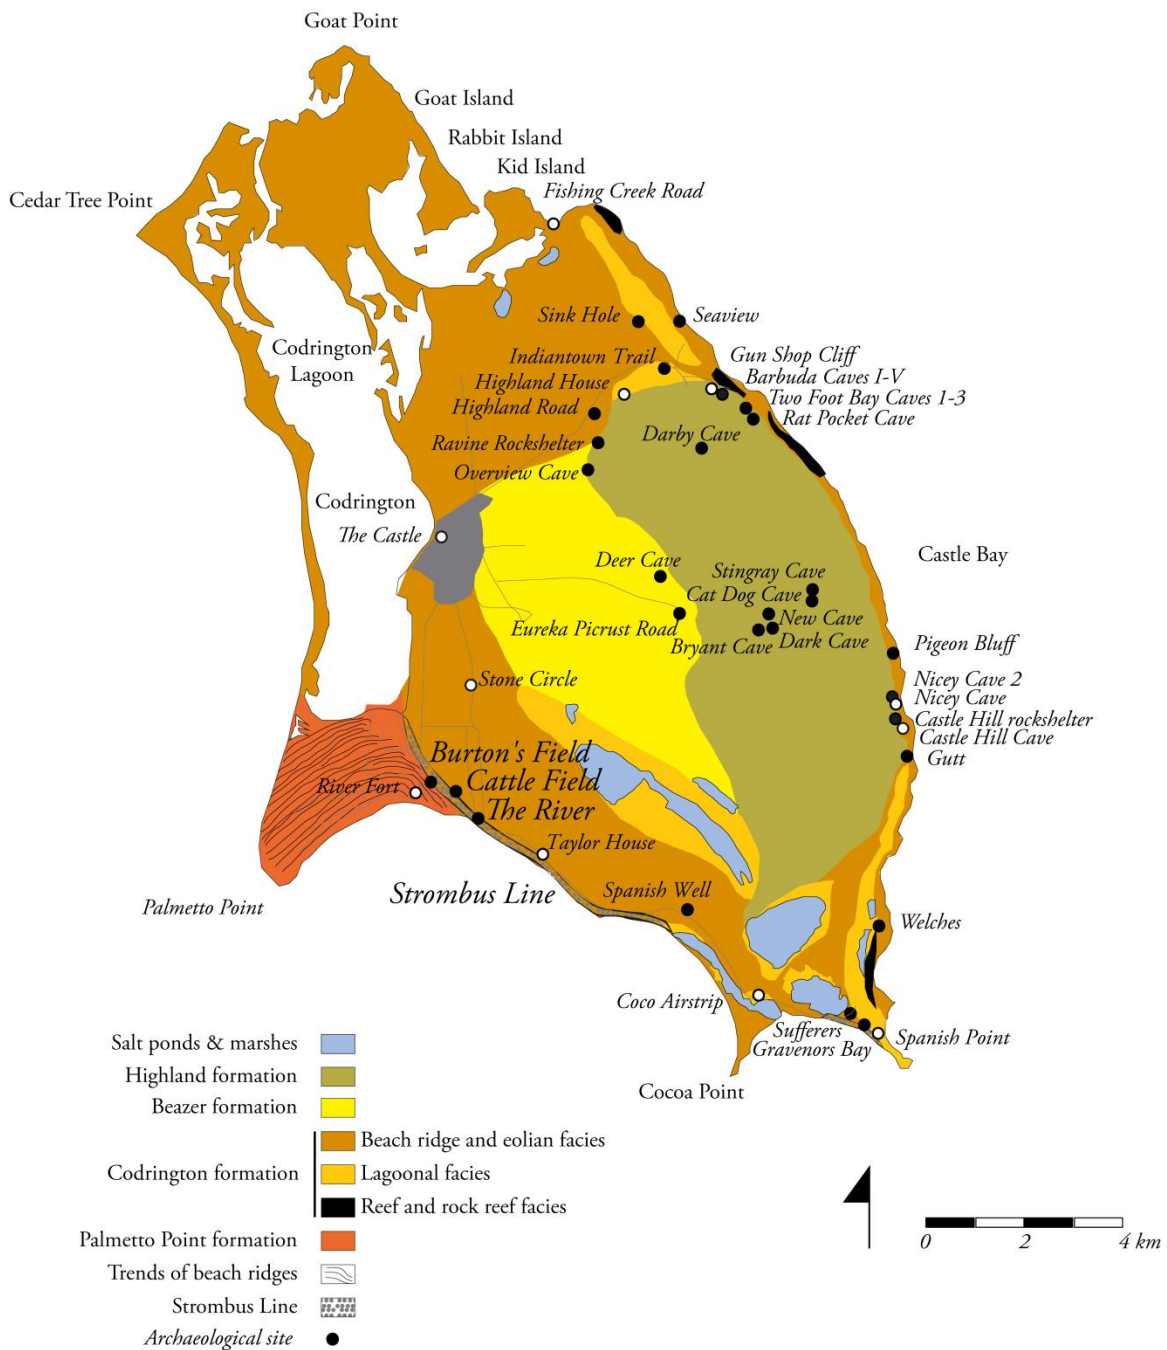 Goat Point
Goat Island
Rabbit Island
Kid Island
Fishing Creek Road
Cedar Tree Point
Sink Hole
Seaview
Codrington
Lagoon
Indiantown Trail
Gun Shop Cliff
Highland House
Barbuda Caves I-V
Two Foot Bay Caves 1-3
Highland Road
Rat Pocket Cave
Ravine Rockshelter
Darby Cave
Overview Cave
Codrington
The Castle
Castle Bay
Deer Cave
Stingray Cave
Cat Dog Cave
New Cave
Eureka Picrust Road
Bryant Cave
Dark Cave
Pigeon Bluff
Stone Circle
Nicey Cave 2
Nicey Cave
Castle Hill rockshelter
Castle Hill Cave
Gutt
Burton's Field
Cattle Field
River Fort
The River
Taylor House
Strombus Line
Spanish Well
Palmetto Point
Welches
Coco Airstrip
Sufferers
Gravenors Bay
Spanish Point
Cocoa Point
Salt ponds & marshes
Highland formation
Beazer formation
Beach ridge and eolian facies
Codrington formation
Lagoonal facies
Reef and rock reef facies
Palmetto Point formation
Trends of beach ridges
Strombus Line
Archaeological site
0 2 4 km